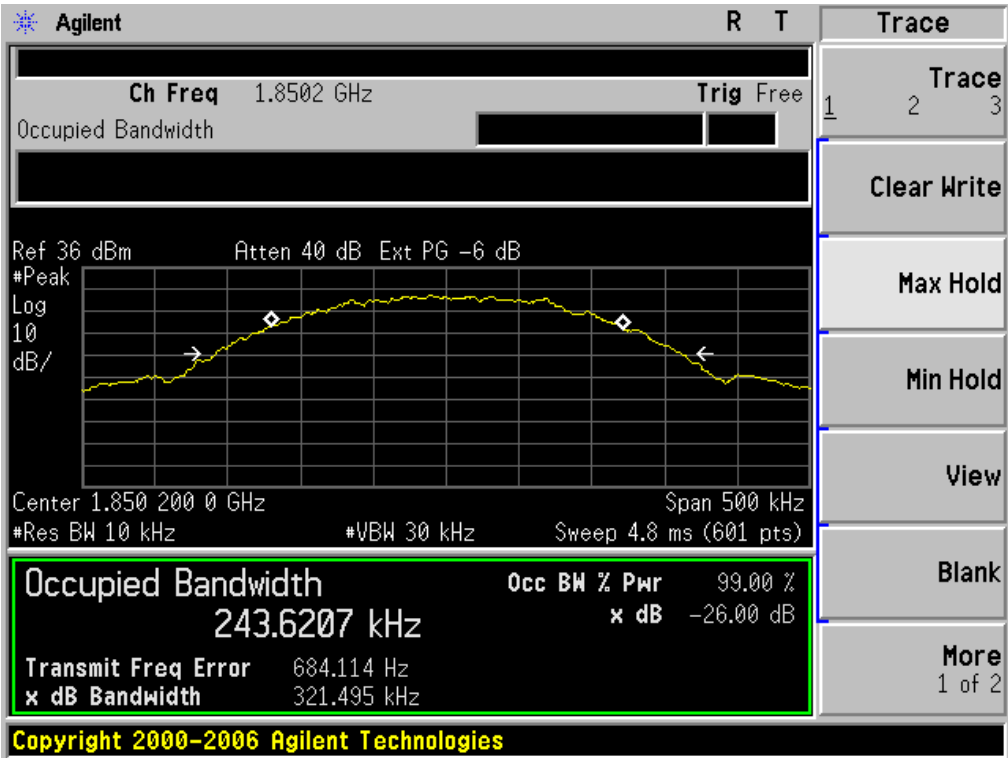 Agilent R T Trace
Ch Freq 1.8502 GHz Trig Free
Occupied Bandwidth
Ref 36 dBm Atten 40 dB Ext PG -6 dB
#Peak
Log
10
dB/
Center 1.850 200 0 GHz Span 500 kHz
#Res BW 10 kHz #VBW 30 kHz Sweep 4.8 ms (601 pts)
Occupied Bandwidth Occ BW % Pwr 99.00 %
243.6207 kHz x dB -26.00 dB
Transmit Freq Error 684.114 Hz
x dB Bandwidth 321.495 kHz
Trace
1 2 3
Clear Write
Max Hold
Min Hold
View
Blank
More
1 of 2
Copyright 2000-2006 Agilent Technologies